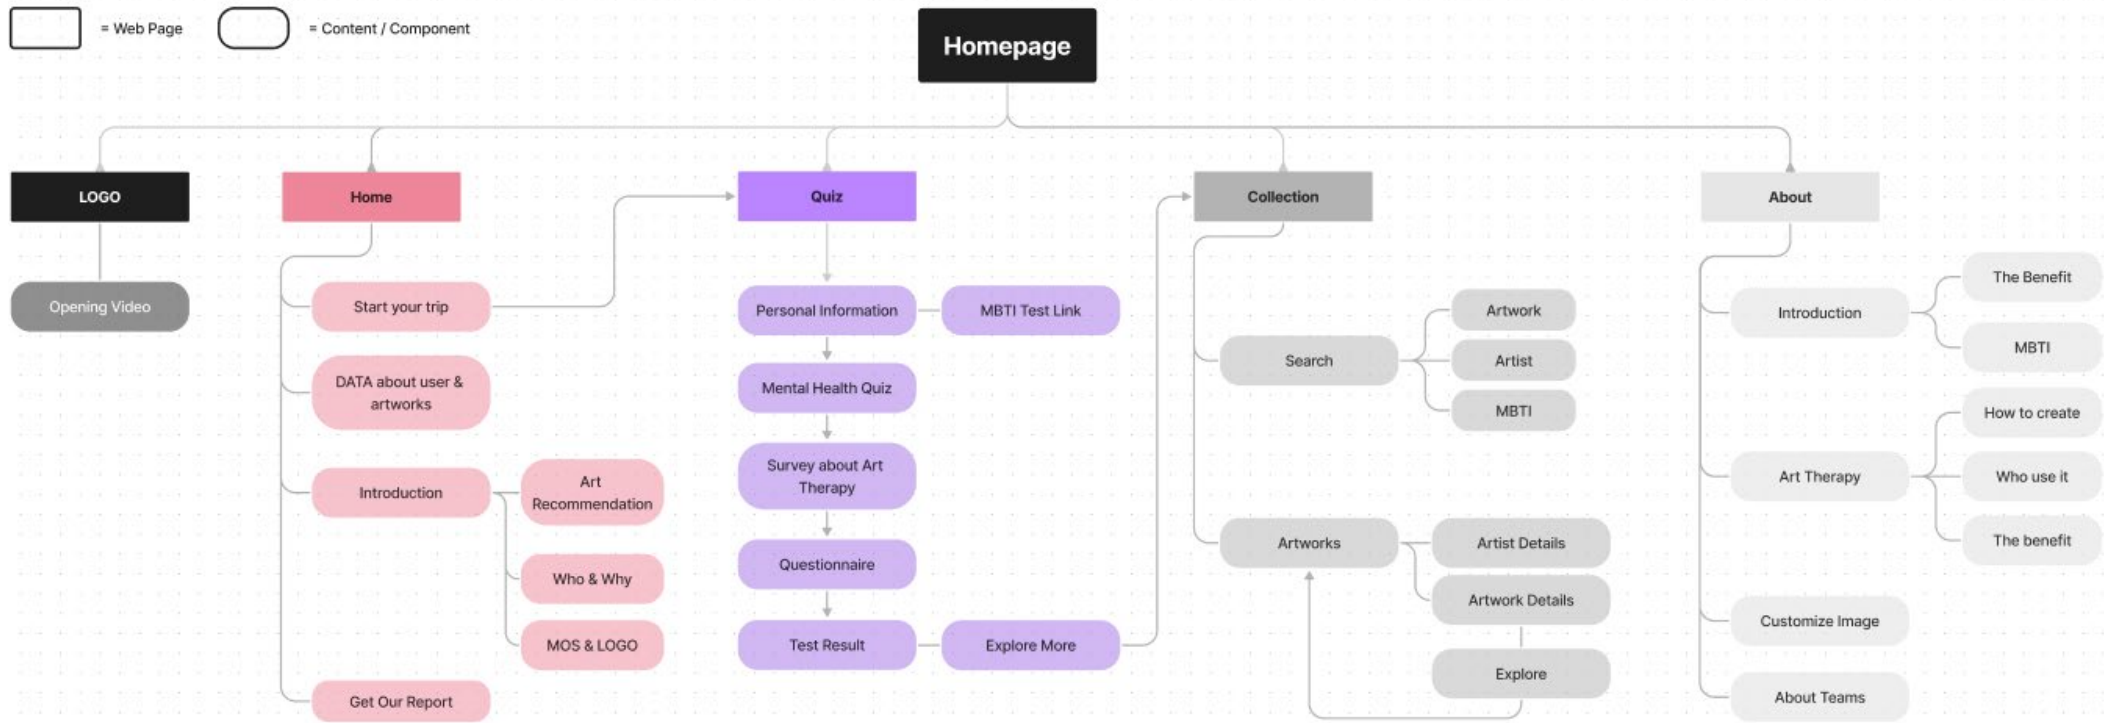 = Web Page
= Content / Component
Homepage
LOGO
Home
Quiz
Collection
About
Opening Video
Start your trip
DATA about user &
artworks
Introduction
Art
Recommendation
Who & Why
MOS & LOGO
Get Our Report
Personal Information
MBTI Test Link
Mental Health Quiz
Survey about Art
Therapy
Questionnaire
Test Result
Explore More
Search
Artwork
Artist
MBTI
Artworks
Artist Details
Artwork Details
Explore
Introduction
The Benefit
MBTI
Art Therapy
How to create
Who use it
The benefit
Customize Image
About Teams